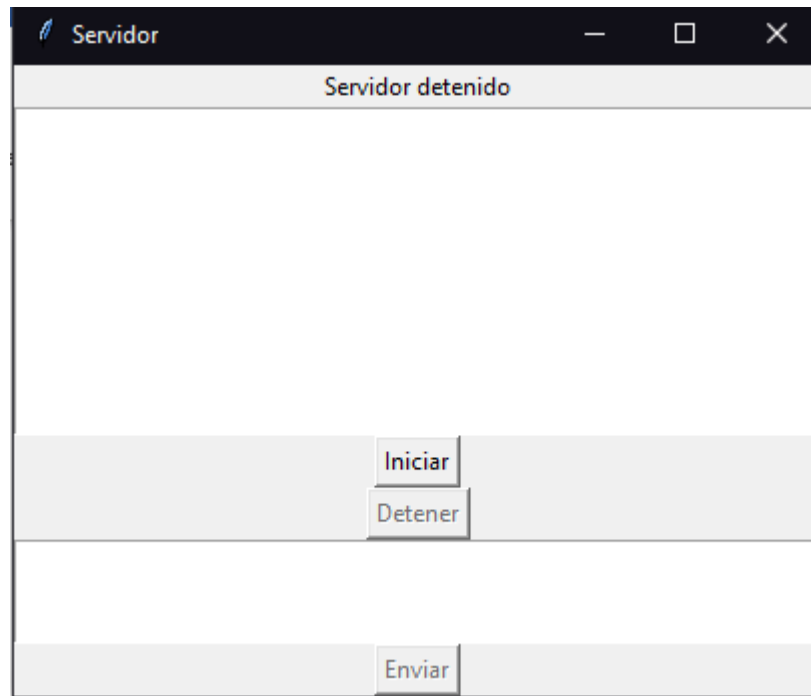 Servidor
Servidor detenido
Iniciar
Detener
Enviar